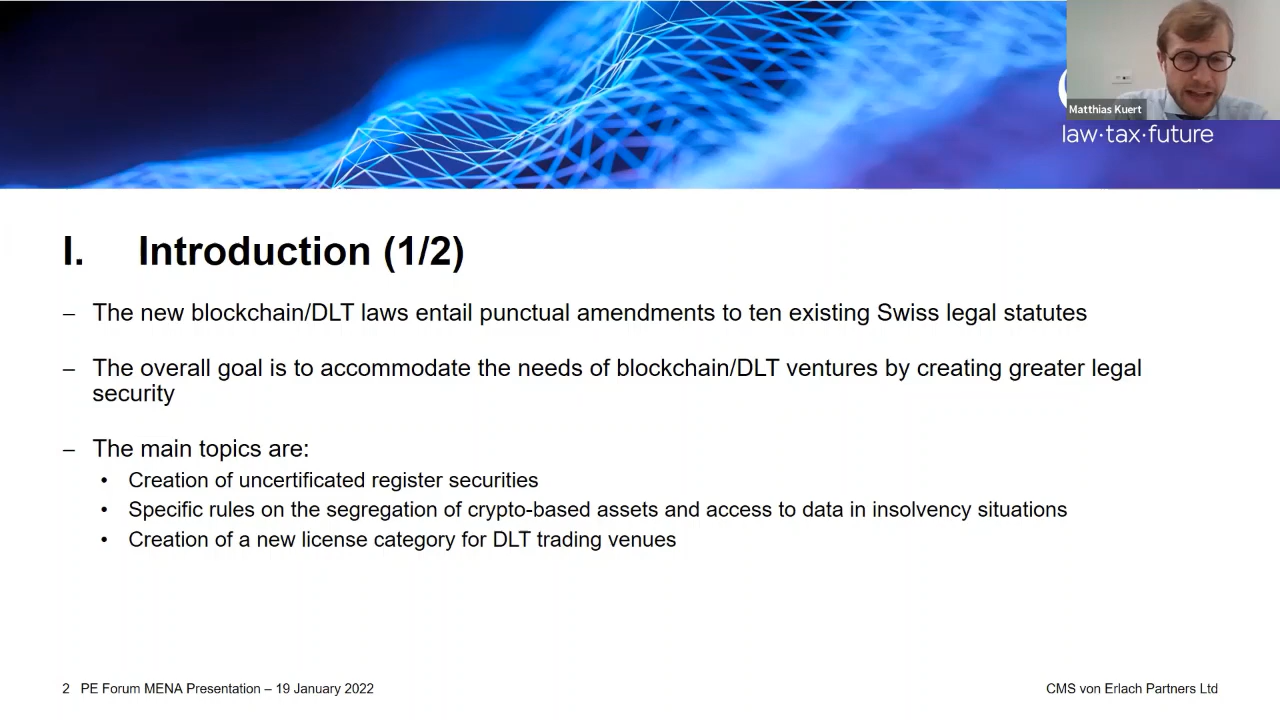 Matthias Kuert
law·tax·future
I. Introduction (1/2)
– The new blockchain/DLT laws entail punctual amendments to ten existing Swiss legal statutes
– The overall goal is to accommodate the needs of blockchain/DLT ventures by creating greater legal
security
– The main topics are:
• Creation of uncertificated register securities
• Specific rules on the segregation of crypto-based assets and access to data in insolvency situations
• Creation of a new license category for DLT trading venues
2 PE Forum MENA Presentation – 19 January 2022
CMS von Erlach Partners Ltd